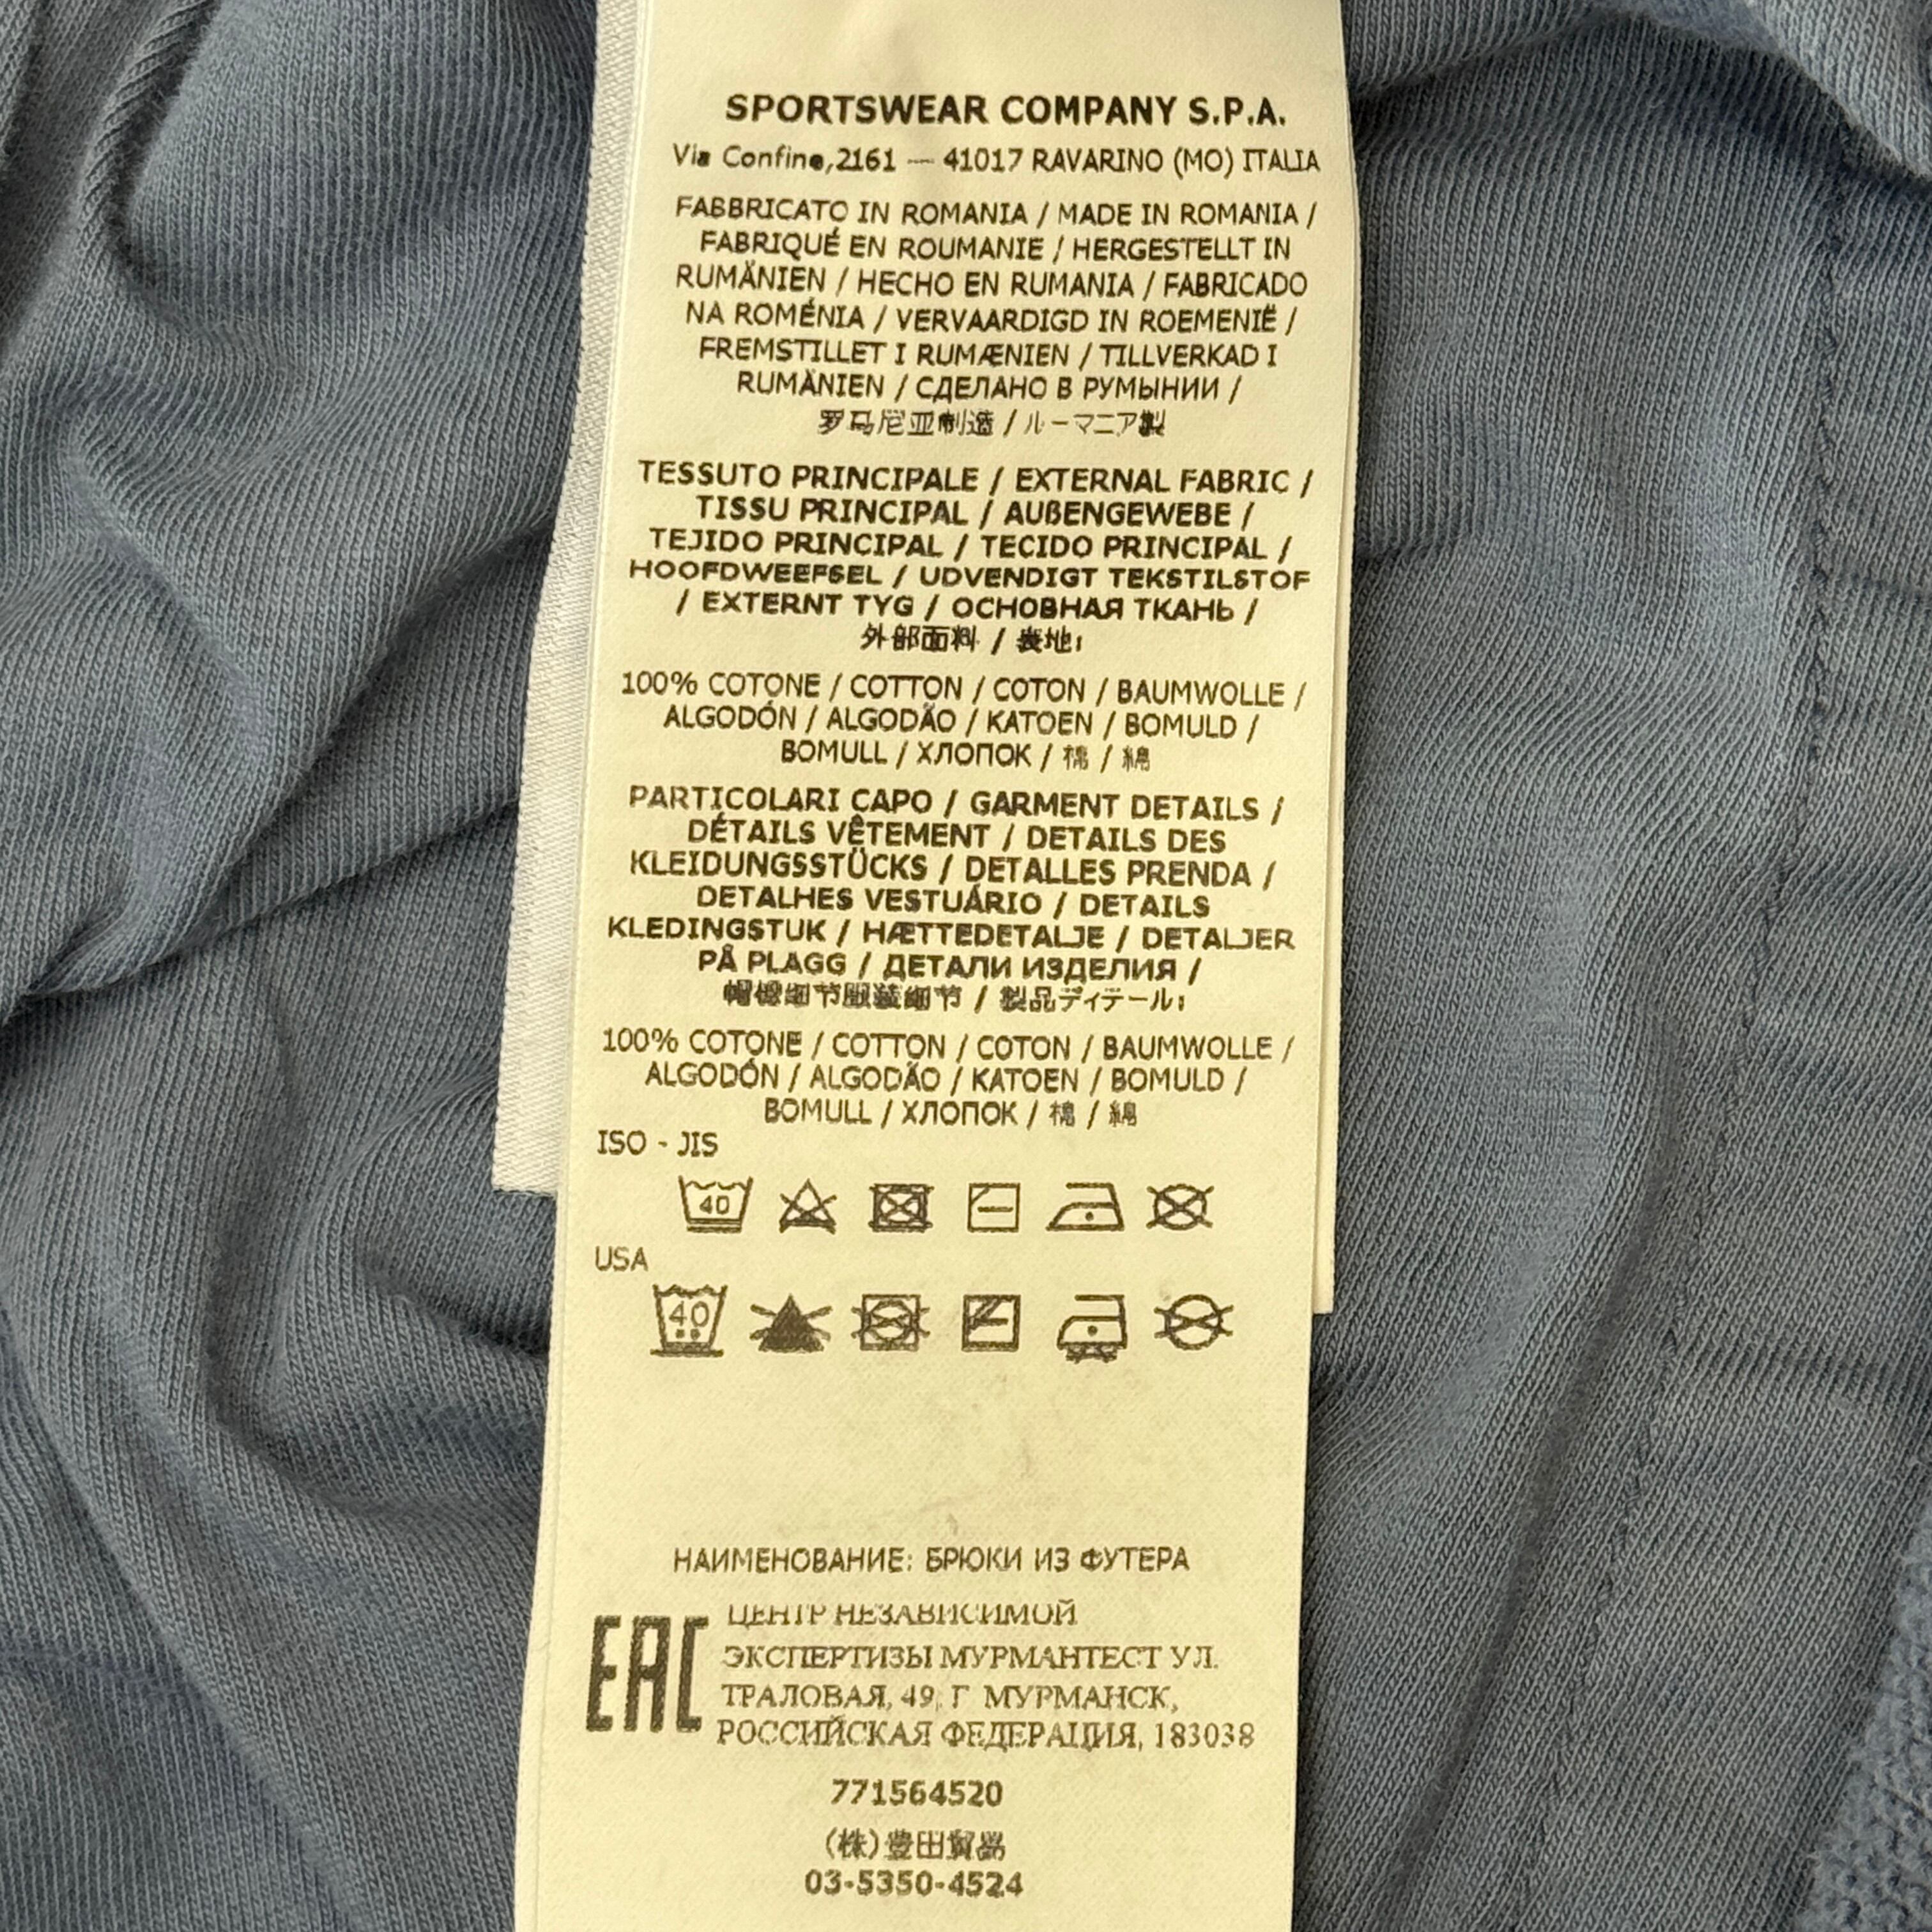 SPORTSWEAR COMPANY S.P.A.
Via Confine,2161 — 41017 RAVARINO (MO) ITALIA
FABBRICATO IN ROMANIA / MADE IN ROMANIA /
FABRIQUÉ EN ROUMANIE / HERGESTELLT IN
RUMÄNIEN / HECHO EN RUMANIA / FABRICADO
NA ROMÉNIA / VERVAARDIGD IN ROEMENIË /
FREMSTILLET I RUMÆNIEN / TILLVERKAD I
RUMÄNIEN / СДЕЛАНО В РУМЫНИИ /
罗马尼亚制造 / ルーマニア製
TESSUTO PRINCIPALE / EXTERNAL FABRIC /
TISSU PRINCIPAL / AUßENGEWEBE /
TEJIDO PRINCIPAL / TECIDO PRINCIPAL /
HOOFDWEEFSEL / UDVENDIGT TEKSTILSTOF
/ EXTERNT TYG / ОСНОВНАЯ ТКАНЬ /
外部面料 / 表地:
100% COTONE / COTTON / COTON / BAUMWOLLE /
ALGODÓN / ALGODÃO / KATOEN / BOMULD /
BOMULL / ХЛОПОК / 棉 / 綿
PARTICOLARI CAPO / GARMENT DETAILS /
DÉTAILS VÊTEMENT / DETAILS DES
KLEIDUNGSSTÜCKS / DETALLES PRENDA /
DETALHES VESTUÁRIO / DETAILS
KLEDINGSTUK / HÆTTEDETALJE / DETALJER
PÅ PLAGG / ДЕТАЛИ ИЗДЕЛИЯ /
细节服装细节 / 製品ディテール:
100% COTONE / COTTON / COTON / BAUMWOLLE /
ALGODÓN / ALGODÃO / KATOEN / BOMULD /
BOMULL / ХЛОПОК / 棉 / 綿
ISO - JIS
40
USA
40
НАИМЕНОВАНИЕ: БРЮКИ ИЗ ФУТЕРА
EAC
ЦЕНТР НЕЗАВИСИМОЙ
ЭКСПЕРТИЗЫ МУРМАНТЕСТ УЛ.
ТРАЛОВАЯ, 49, Г МУРМАНСК,
РОССИЙСКАЯ ФЕДЕРАЦИЯ, 183038
771564520
(株)豊田貿易
03-5350-4524